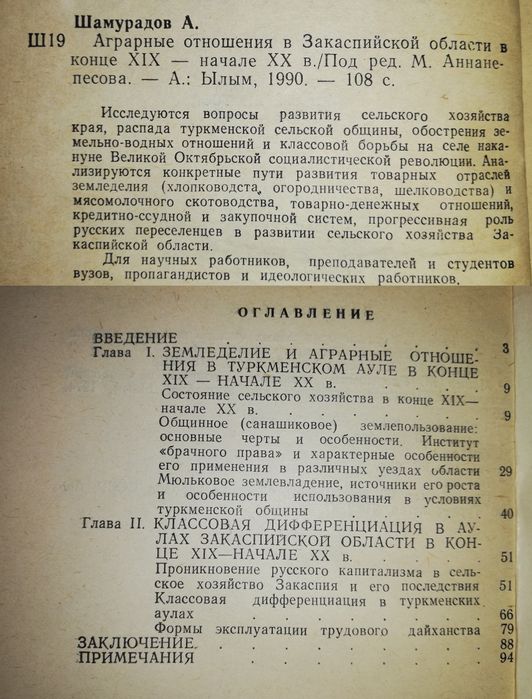 Шамурадов А.
Ш19 Аграрные отношения в Закаспийской области в
конце XIX — начале XX в./Под ред. М. Аннане-
песова. — А.: Ылым, 1990. — 108 с.
Исследуются вопросы развития сельского хозяйства
края, распада туркменской сельской общины, обострения зе-
мельно-водных отношений и классовой борьбы на селе нака-
нуне Великой Октябрьской социалистической революции. Ана-
лизируются конкретные пути развития товарных отраслей
земледелия (хлопководста, огородничества, шелководства) и
мясомолочного скотоводства, товарно-денежных отношений,
кредитно-ссудной и закупочной систем, прогрессивная роль
русских переселенцев в развитии сельского хозяйства За-
каспийской области.
Для научных работников, преподавателей и студентов
вузов, пропагандистов и идеологических работников.
ОГЛАВЛЕНИЕ
ВВЕДЕНИЕ . . . . . . . . 3
Глава I. ЗЕМЛЕДЕЛИЕ И АГРАРНЫЕ ОТНОШЕ-
НИЯ В ТУРКМЕНСКОМ АУЛЕ В КОНЦЕ
XIX — НАЧАЛЕ XX в. . . . . . 9
Состояние сельского хозяйства в конце XIX—
начале XX в. . . . . . . 9
Общинное (санашиковое) землепользование:
основные черты и особенности. Институт
«брачного права» и характерные особенности
его применения в различных уездах области 29
Мюльковое землевладение, источники его роста
и особенности использования в условиях
туркменской общины . . . . . 40
Глава II. КЛАССОВАЯ ДИФФЕРЕНЦИАЦИЯ В АУ-
ЛАХ ЗАКАСПИЙСКОЙ ОБЛАСТИ В КОН-
ЦЕ XIX—НАЧАЛЕ XX в. . . . . 51
Проникновение русского капитализма в сель-
ское хозяйство Закаспия и его последствия 51
Классовая дифференциация в туркменских
аулах . . . . . . . . 66
Формы эксплуатации трудового дайханства 79
ЗАКЛЮЧЕНИЕ . . . . . . . 88
ПРИМЕЧАНИЯ . . . . . . . 94